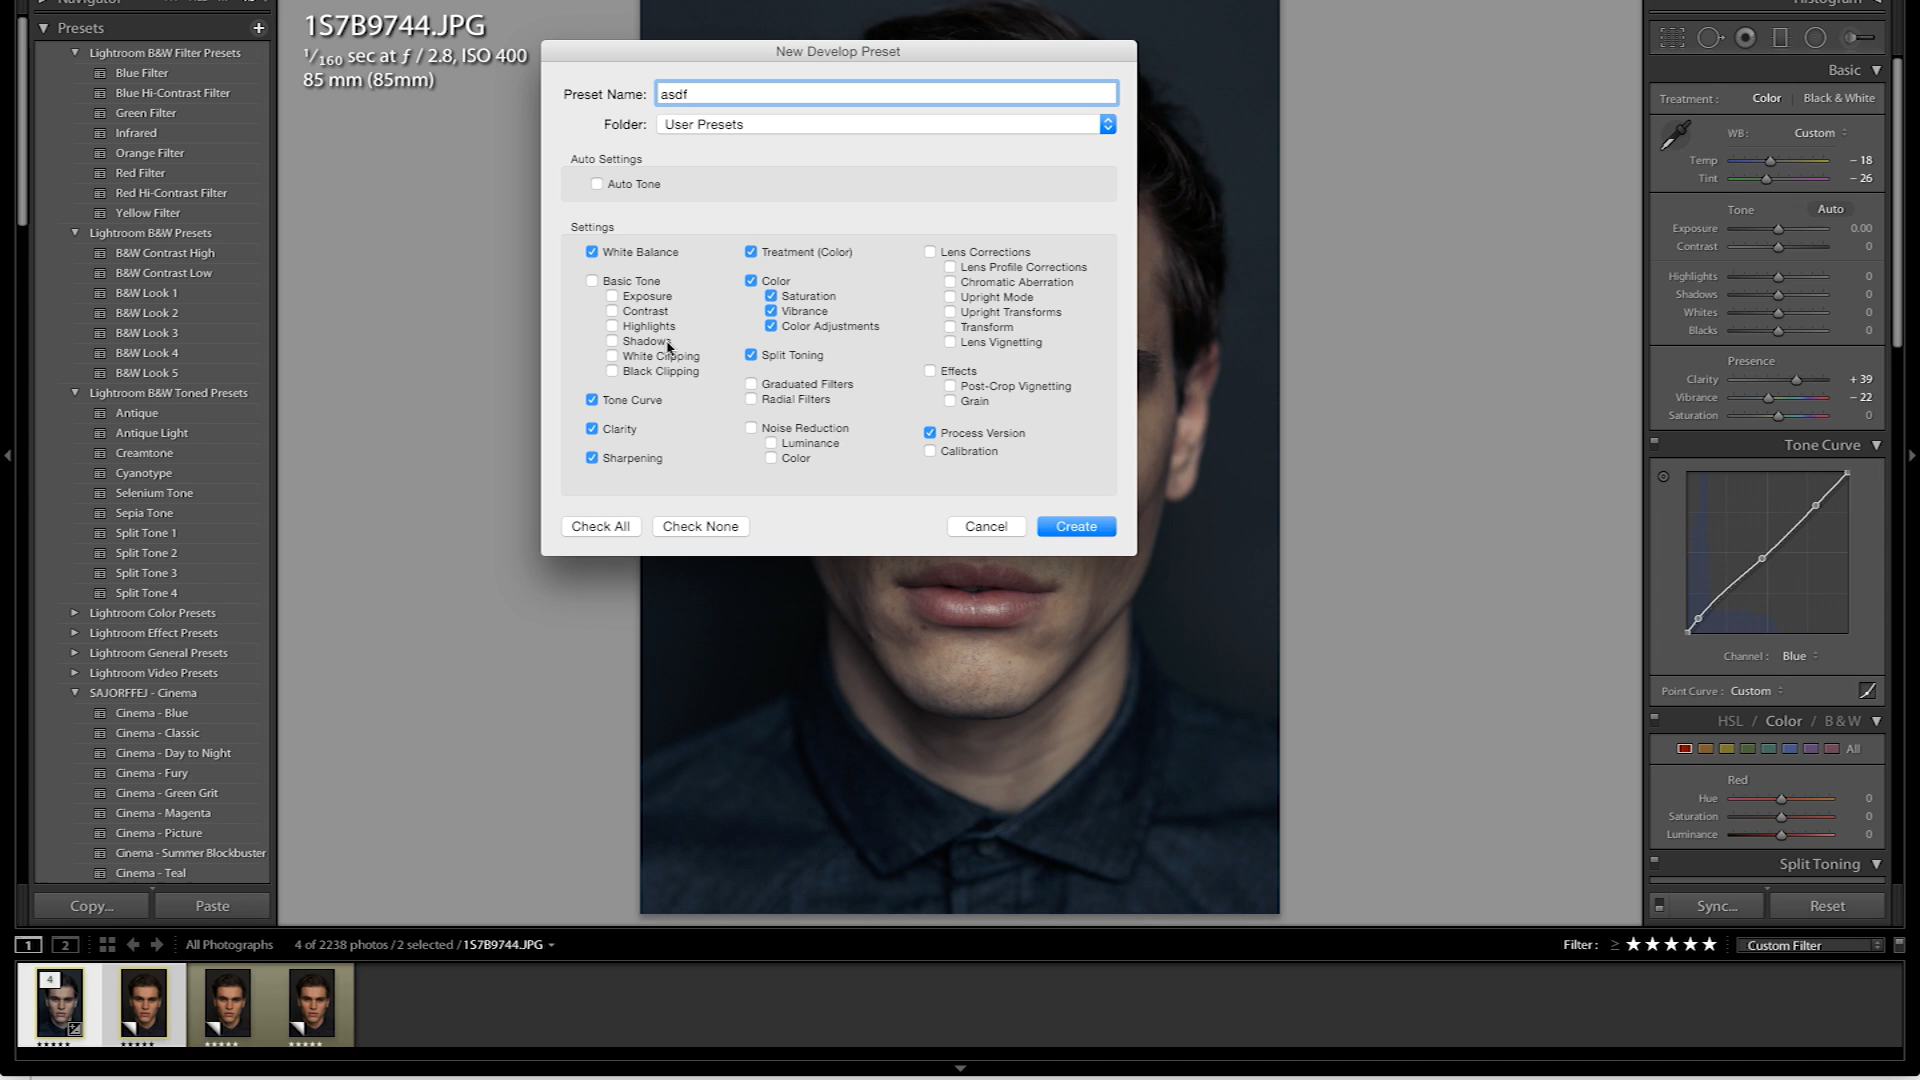 Navigator
Presets
Lightroom B&W Filter Presets
Blue Filter
Blue Hi-Contrast Filter
Green Filter
Infrared
Orange Filter
Red Filter
Red Hi-Contrast Filter
Yellow Filter
Lightroom B&W Presets
B&W Contrast High
B&W Contrast Low
B&W Look 1
B&W Look 2
B&W Look 3
B&W Look 4
B&W Look 5
Lightroom B&W Toned Presets
Antique
Antique Light
Creamtone
Cyanotype
Selenium Tone
Sepia Tone
Split Tone 1
Split Tone 2
Split Tone 3
Split Tone 4
Lightroom Color Presets
Lightroom Effect Presets
Lightroom General Presets
Lightroom Video Presets
SAJORFFEJ - Cinema
Cinema - Blue
Cinema - Classic
Cinema - Day to Night
Cinema - Fury
Cinema - Green Grit
Cinema - Magenta
Cinema - Picture
Cinema - Summer Blockbuster
Cinema - Teal
Copy... Paste
1S7B9744.JPG
1/160 sec at ƒ / 2.8, ISO 400
85 mm (85mm)
New Develop Preset
Preset Name: asdf
Folder: User Presets
Auto Settings
Auto Tone
Settings
White Balance
Basic Tone
Exposure
Contrast
Highlights
Shadows
White Clipping
Black Clipping
Tone Curve
Clarity
Sharpening
Treatment (Color)
Color
Saturation
Vibrance
Color Adjustments
Split Toning
Graduated Filters
Radial Filters
Noise Reduction
Luminance
Color
Lens Corrections
Lens Profile Corrections
Chromatic Aberration
Upright Mode
Upright Transforms
Transform
Lens Vignetting
Effects
Post-Crop Vignetting
Grain
Process Version
Calibration
Check All Check None Cancel Create
Histogram
Basic
Treatment : Color Black & White
WB: Custom
Temp - 18
Tint - 26
Tone Auto
Exposure 0.00
Contrast 0
Highlights 0
Shadows 0
Whites 0
Blacks 0
Presence
Clarity + 39
Vibrance - 22
Saturation 0
Tone Curve
Channel : Blue
Point Curve : Custom
HSL / Color / B & W
All
Red
Hue 0
Saturation 0
Luminance 0
Split Toning
Sync... Reset
1 2 All Photographs 4 of 2238 photos / 2 selected / 1S7B9744.JPG Filter : ≥ ★★★★★ Custom Filter
4